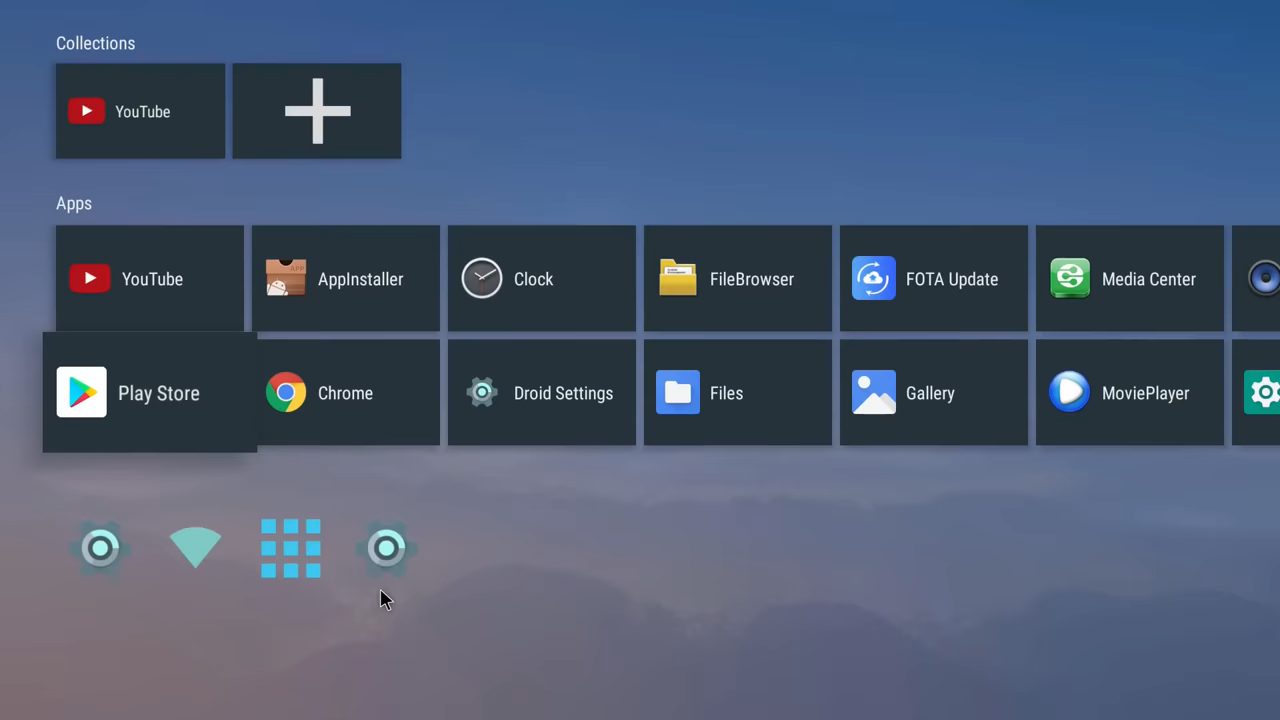 Collections
YouTube
Apps
YouTube
AppInstaller
Clock
FileBrowser
FOTA Update
Media Center
Play Store
Chrome
Droid Settings
Files
Gallery
MoviePlayer